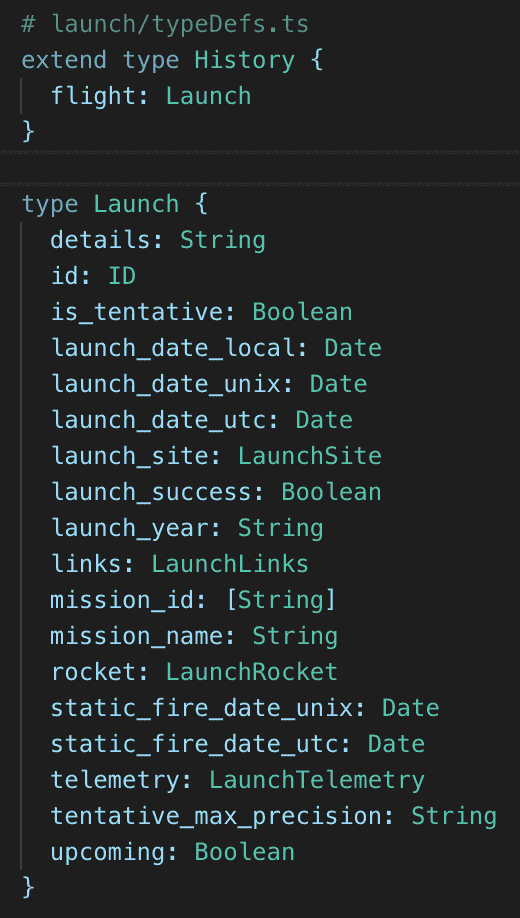 # launch/typeDefs.ts
extend type History {
  flight: Launch
}
type Launch {
  details: String
  id: ID
  is_tentative: Boolean
  launch_date_local: Date
  launch_date_unix: Date
  launch_date_utc: Date
  launch_site: LaunchSite
  launch_success: Boolean
  launch_year: String
  links: LaunchLinks
  mission_id: [String]
  mission_name: String
  rocket: LaunchRocket
  static_fire_date_unix: Date
  static_fire_date_utc: Date
  telemetry: LaunchTelemetry
  tentative_max_precision: String
  upcoming: Boolean
}